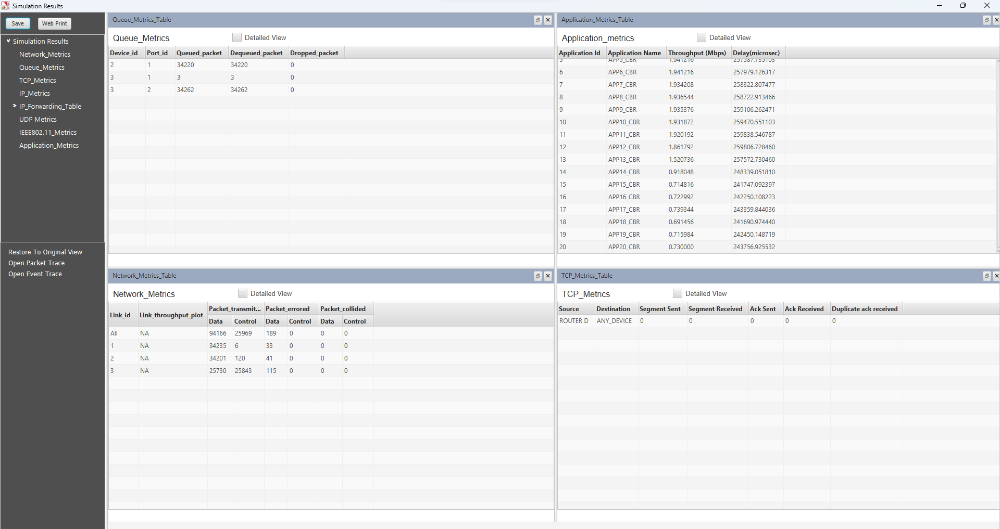 Simulation Results
Save Web Print
Simulation Results
Network_Metrics
Queue_Metrics
TCP_Metrics
IP_Metrics
IP_Forwarding_Table
UDP Metrics
IEEE802.11_Metrics
Application_Metrics
Restore To Original View
Open Packet Trace
Open Event Trace
Queue_Metrics_Table
Queue_Metrics Detailed View
Device_id Port_id Queued_packet Dequeued_packet Dropped_packet
2 1 34220 34220 0
3 1 3 3 0
3 2 34262 34262 0
Application_Metrics_Table
Application_metrics Detailed View
Application Id Application Name Throughput (Mbps) Delay(microsec)
5 APP5_CBR 1.941216 257587.735103
6 APP6_CBR 1.941216 257979.126317
7 APP7_CBR 1.934208 258322.807477
8 APP8_CBR 1.936544 258722.913466
9 APP9_CBR 1.935376 259106.262471
10 APP10_CBR 1.931872 259470.551103
11 APP11_CBR 1.920192 259838.546787
12 APP12_CBR 1.861792 259806.728460
13 APP13_CBR 1.520736 257572.730460
14 APP14_CBR 0.918048 248339.051810
15 APP15_CBR 0.714816 241747.092397
16 APP16_CBR 0.722992 242250.108223
17 APP17_CBR 0.739344 243359.844036
18 APP18_CBR 0.691456 241690.974440
19 APP19_CBR 0.715984 242450.148719
20 APP20_CBR 0.730000 243756.925532
Network_Metrics_Table
Network_Metrics Detailed View
Link_id Link_throughput_plot Packet_transmit... Packet_errored Packet_collided
Data Control Data Control Data Control
All NA 94166 25969 189 0 0 0
1 NA 34235 6 33 0 0 0
2 NA 34201 120 41 0 0 0
3 NA 25730 25843 115 0 0 0
TCP_Metrics_Table
TCP_Metrics Detailed View
Source Destination Segment Sent Segment Received Ack Sent Ack Received Duplicate ack received
ROUTER D ANY_DEVICE 0 0 0 0 0